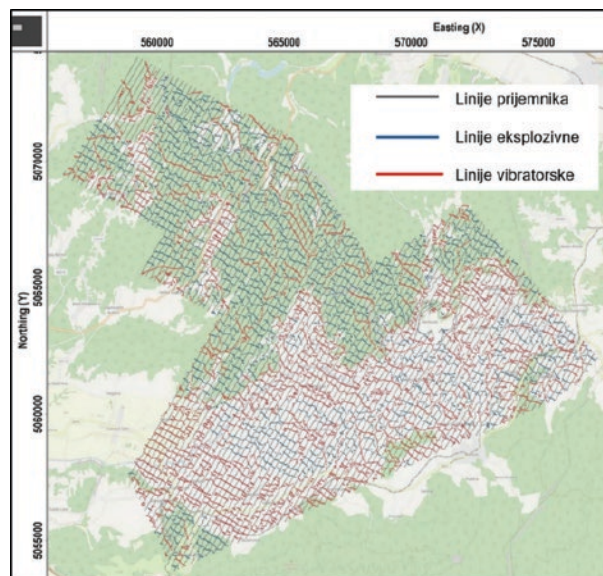 Easting (X)
560000 565000 570000 575000
Linije prijemnika
Linije eksplozivne
Linije vibratorske
Northing (Y)
5070000
5065000
5060000
5055000